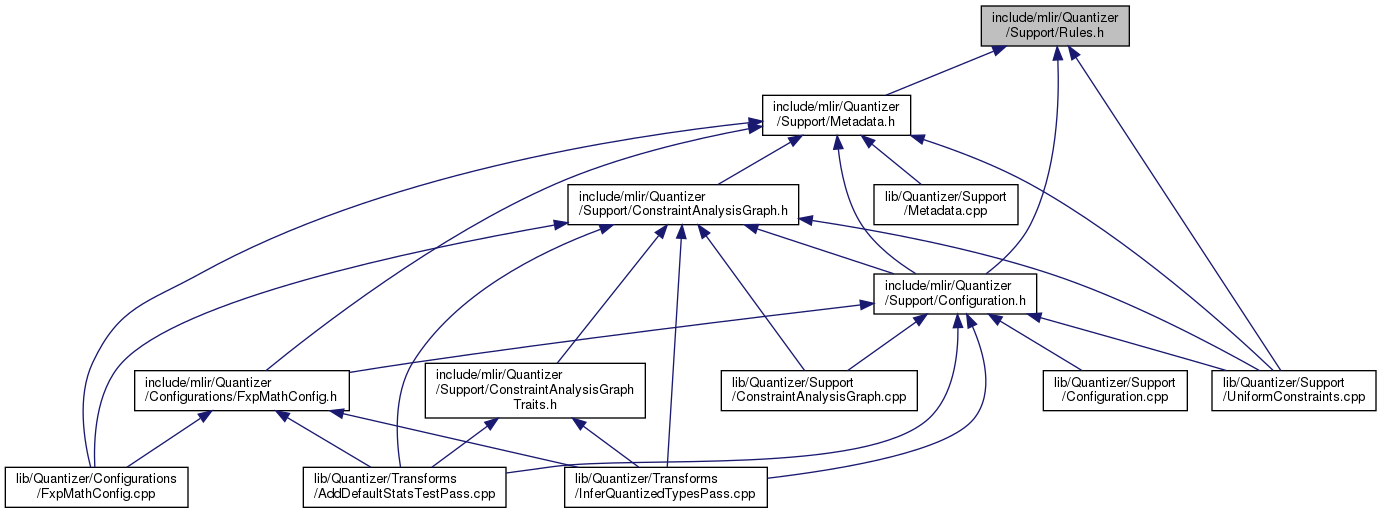 include/mlir/Quantizer
/Support/Rules.h
include/mlir/Quantizer
/Support/Metadata.h
include/mlir/Quantizer
/Support/ConstraintAnalysisGraph.h
lib/Quantizer/Support
/Metadata.cpp
include/mlir/Quantizer
/Support/Configuration.h
include/mlir/Quantizer
/Configurations/FxpMathConfig.h
include/mlir/Quantizer
/Support/ConstraintAnalysisGraph
Traits.h
lib/Quantizer/Support
/ConstraintAnalysisGraph.cpp
lib/Quantizer/Support
/Configuration.cpp
lib/Quantizer/Support
/UniformConstraints.cpp
lib/Quantizer/Configurations
/FxpMathConfig.cpp
lib/Quantizer/Transforms
/AddDefaultStatsTestPass.cpp
lib/Quantizer/Transforms
/InferQuantizedTypesPass.cpp